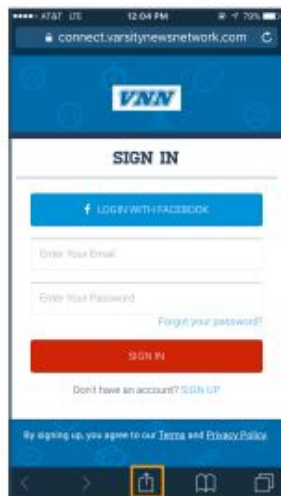 AT&T LTE 12:04 PM 79%
connect.varsitynewsnetwork.com
VNN
SIGN IN
f LOGIN WITH FACEBOOK
Enter Your Email
Enter Your Password
Forgot your password?
SIGN IN
Don't have an account? SIGN UP
By signing up, you agree to our Terms and Privacy Policy